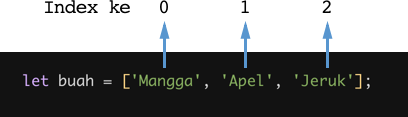 Index ke 0 1 2
let buah = ['Mangga', 'Apel', 'Jeruk'];